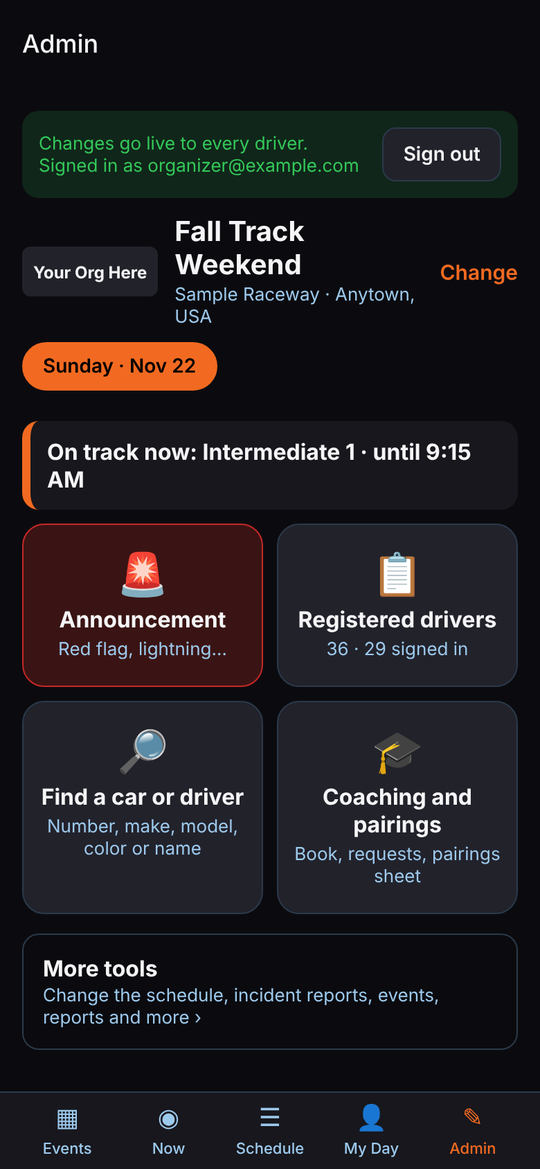 Admin
Changes go live to every driver.
Signed in as organizer@example.com
Sign out
Your Org Here
Fall Track
Weekend
Sample Raceway · Anytown,
USA
Change
Sunday · Nov 22
On track now: Intermediate 1 · until 9:15
AM
Announcement
Red flag, lightning...
Registered drivers
36 · 29 signed in
Find a car or driver
Number, make, model,
color or name
Coaching and
pairings
Book, requests, pairings
sheet
More tools
Change the schedule, incident reports, events,
reports and more ›
Events
Now
Schedule
My Day
Admin